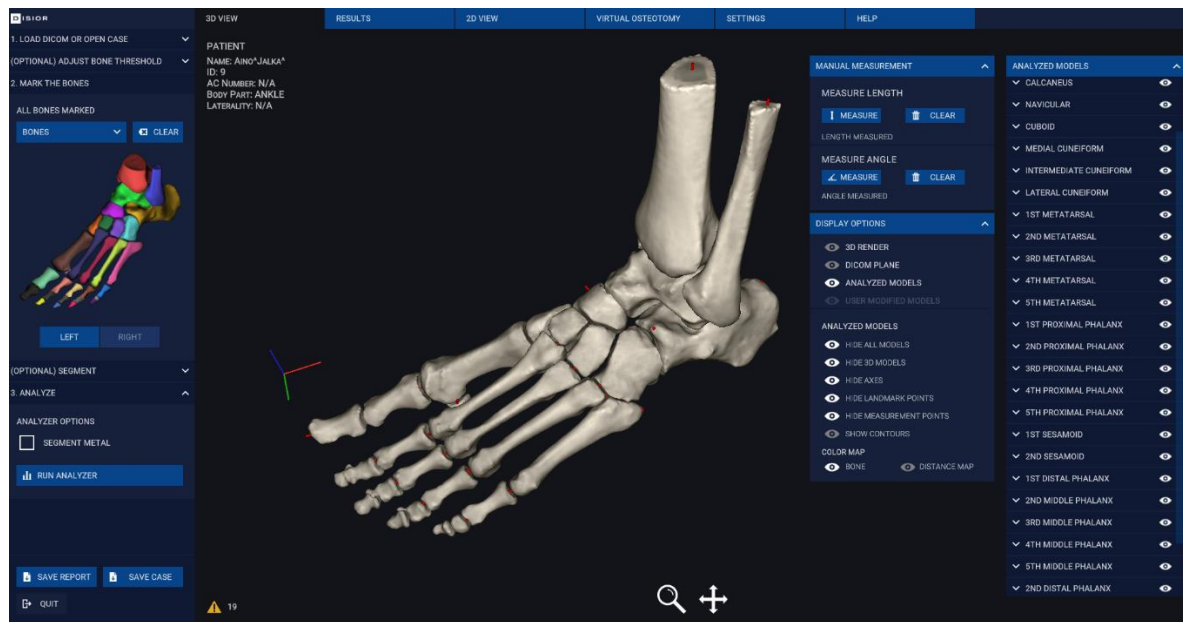 DISIOR
3D VIEW
RESULTS
2D VIEW
VIRTUAL OSTEOTOMY
SETTINGS
HELP
1. LOAD DICOM OR OPEN CASE
(OPTIONAL) ADJUST BONE THRESHOLD
2. MARK THE BONES
ALL BONES MARKED
BONES
CLEAR
LEFT
RIGHT
(OPTIONAL) SEGMENT
3. ANALYZE
ANALYZER OPTIONS
SEGMENT METAL
RUN ANALYZER
SAVE REPORT
SAVE CASE
QUIT
PATIENT
NAME: AINO^JALKA^
ID: 9
AC NUMBER: N/A
BODY PART: ANKLE
LATERALITY: N/A
19
MANUAL MEASUREMENT
MEASURE LENGTH
MEASURE
CLEAR
LENGTH MEASURED
MEASURE ANGLE
MEASURE
CLEAR
ANGLE MEASURED
DISPLAY OPTIONS
3D RENDER
DICOM PLANE
ANALYZED MODELS
USER MODIFIED MODELS
ANALYZED MODELS
HIDE ALL MODELS
HIDE 3D MODELS
HIDE AXES
HIDE LANDMARK POINTS
HIDE MEASUREMENT POINTS
SHOW CONTOURS
COLOR MAP
BONE
DISTANCE MAP
ANALYZED MODELS
CALCANEUS
NAVICULAR
CUBOID
MEDIAL CUNEIFORM
INTERMEDIATE CUNEIFORM
LATERAL CUNEIFORM
1ST METATARSAL
2ND METATARSAL
3RD METATARSAL
4TH METATARSAL
5TH METATARSAL
1ST PROXIMAL PHALANX
2ND PROXIMAL PHALANX
3RD PROXIMAL PHALANX
4TH PROXIMAL PHALANX
5TH PROXIMAL PHALANX
1ST SESAMOID
2ND SESAMOID
1ST DISTAL PHALANX
2ND MIDDLE PHALANX
3RD MIDDLE PHALANX
4TH MIDDLE PHALANX
5TH MIDDLE PHALANX
2ND DISTAL PHALANX